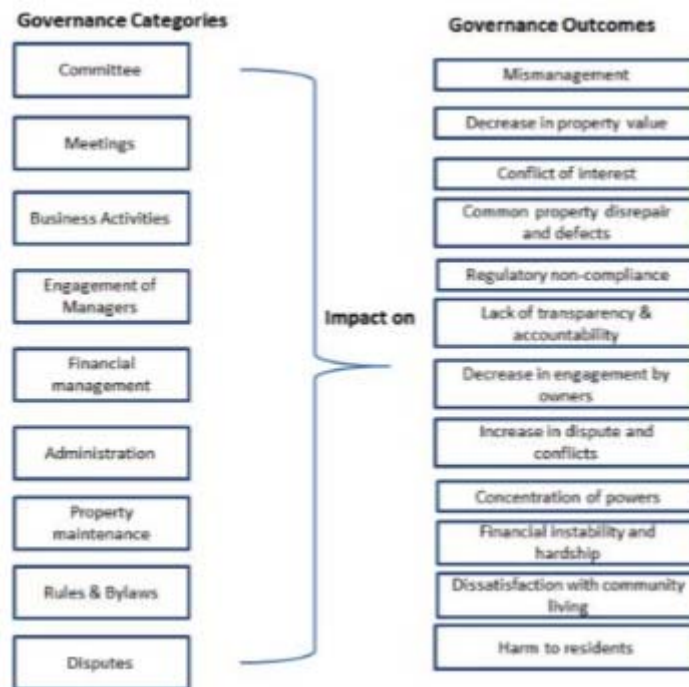 Governance Categories
Committee
Meetings
Business Activities
Engagement of
Managers
Financial
management
Administration
Property
maintenance
Rules & Bylaws
Disputes
Impact on
Governance Outcomes
Mismanagement
Decrease in property value
Conflict of interest
Common property disrepair
and defects
Regulatory non-compliance
Lack of transparency &
accountability
Decrease in engagement by
owners
Increase in dispute and
conflicts
Concentration of powers
Financial instability and
hardship
Dissatisfaction with community
living
Harm to residents